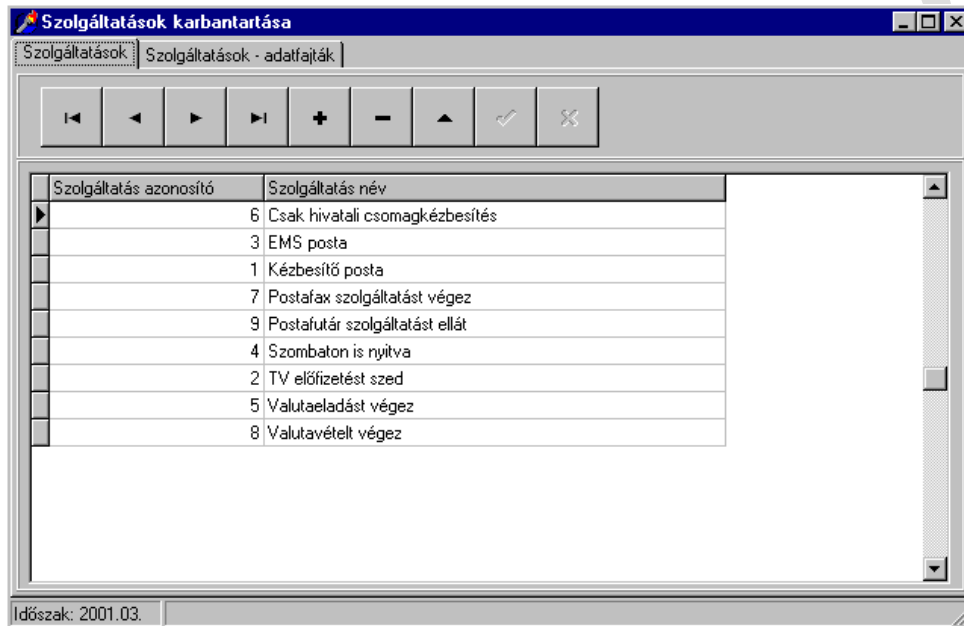 Szolgáltatások karbantartása
Szolgáltatások Szolgáltatások - adatfajták
Szolgáltatás azonosító Szolgáltatás név
6 Csak hivatali csomagkézbesítés
3 EMS posta
1 Kézbesítő posta
7 Postafax szolgáltatást végez
9 Postafutár szolgáltatást ellát
4 Szombaton is nyitva
2 TV előfizetést szed
5 Valutaeladást végez
8 Valutavételt végez
Időszak: 2001.03.